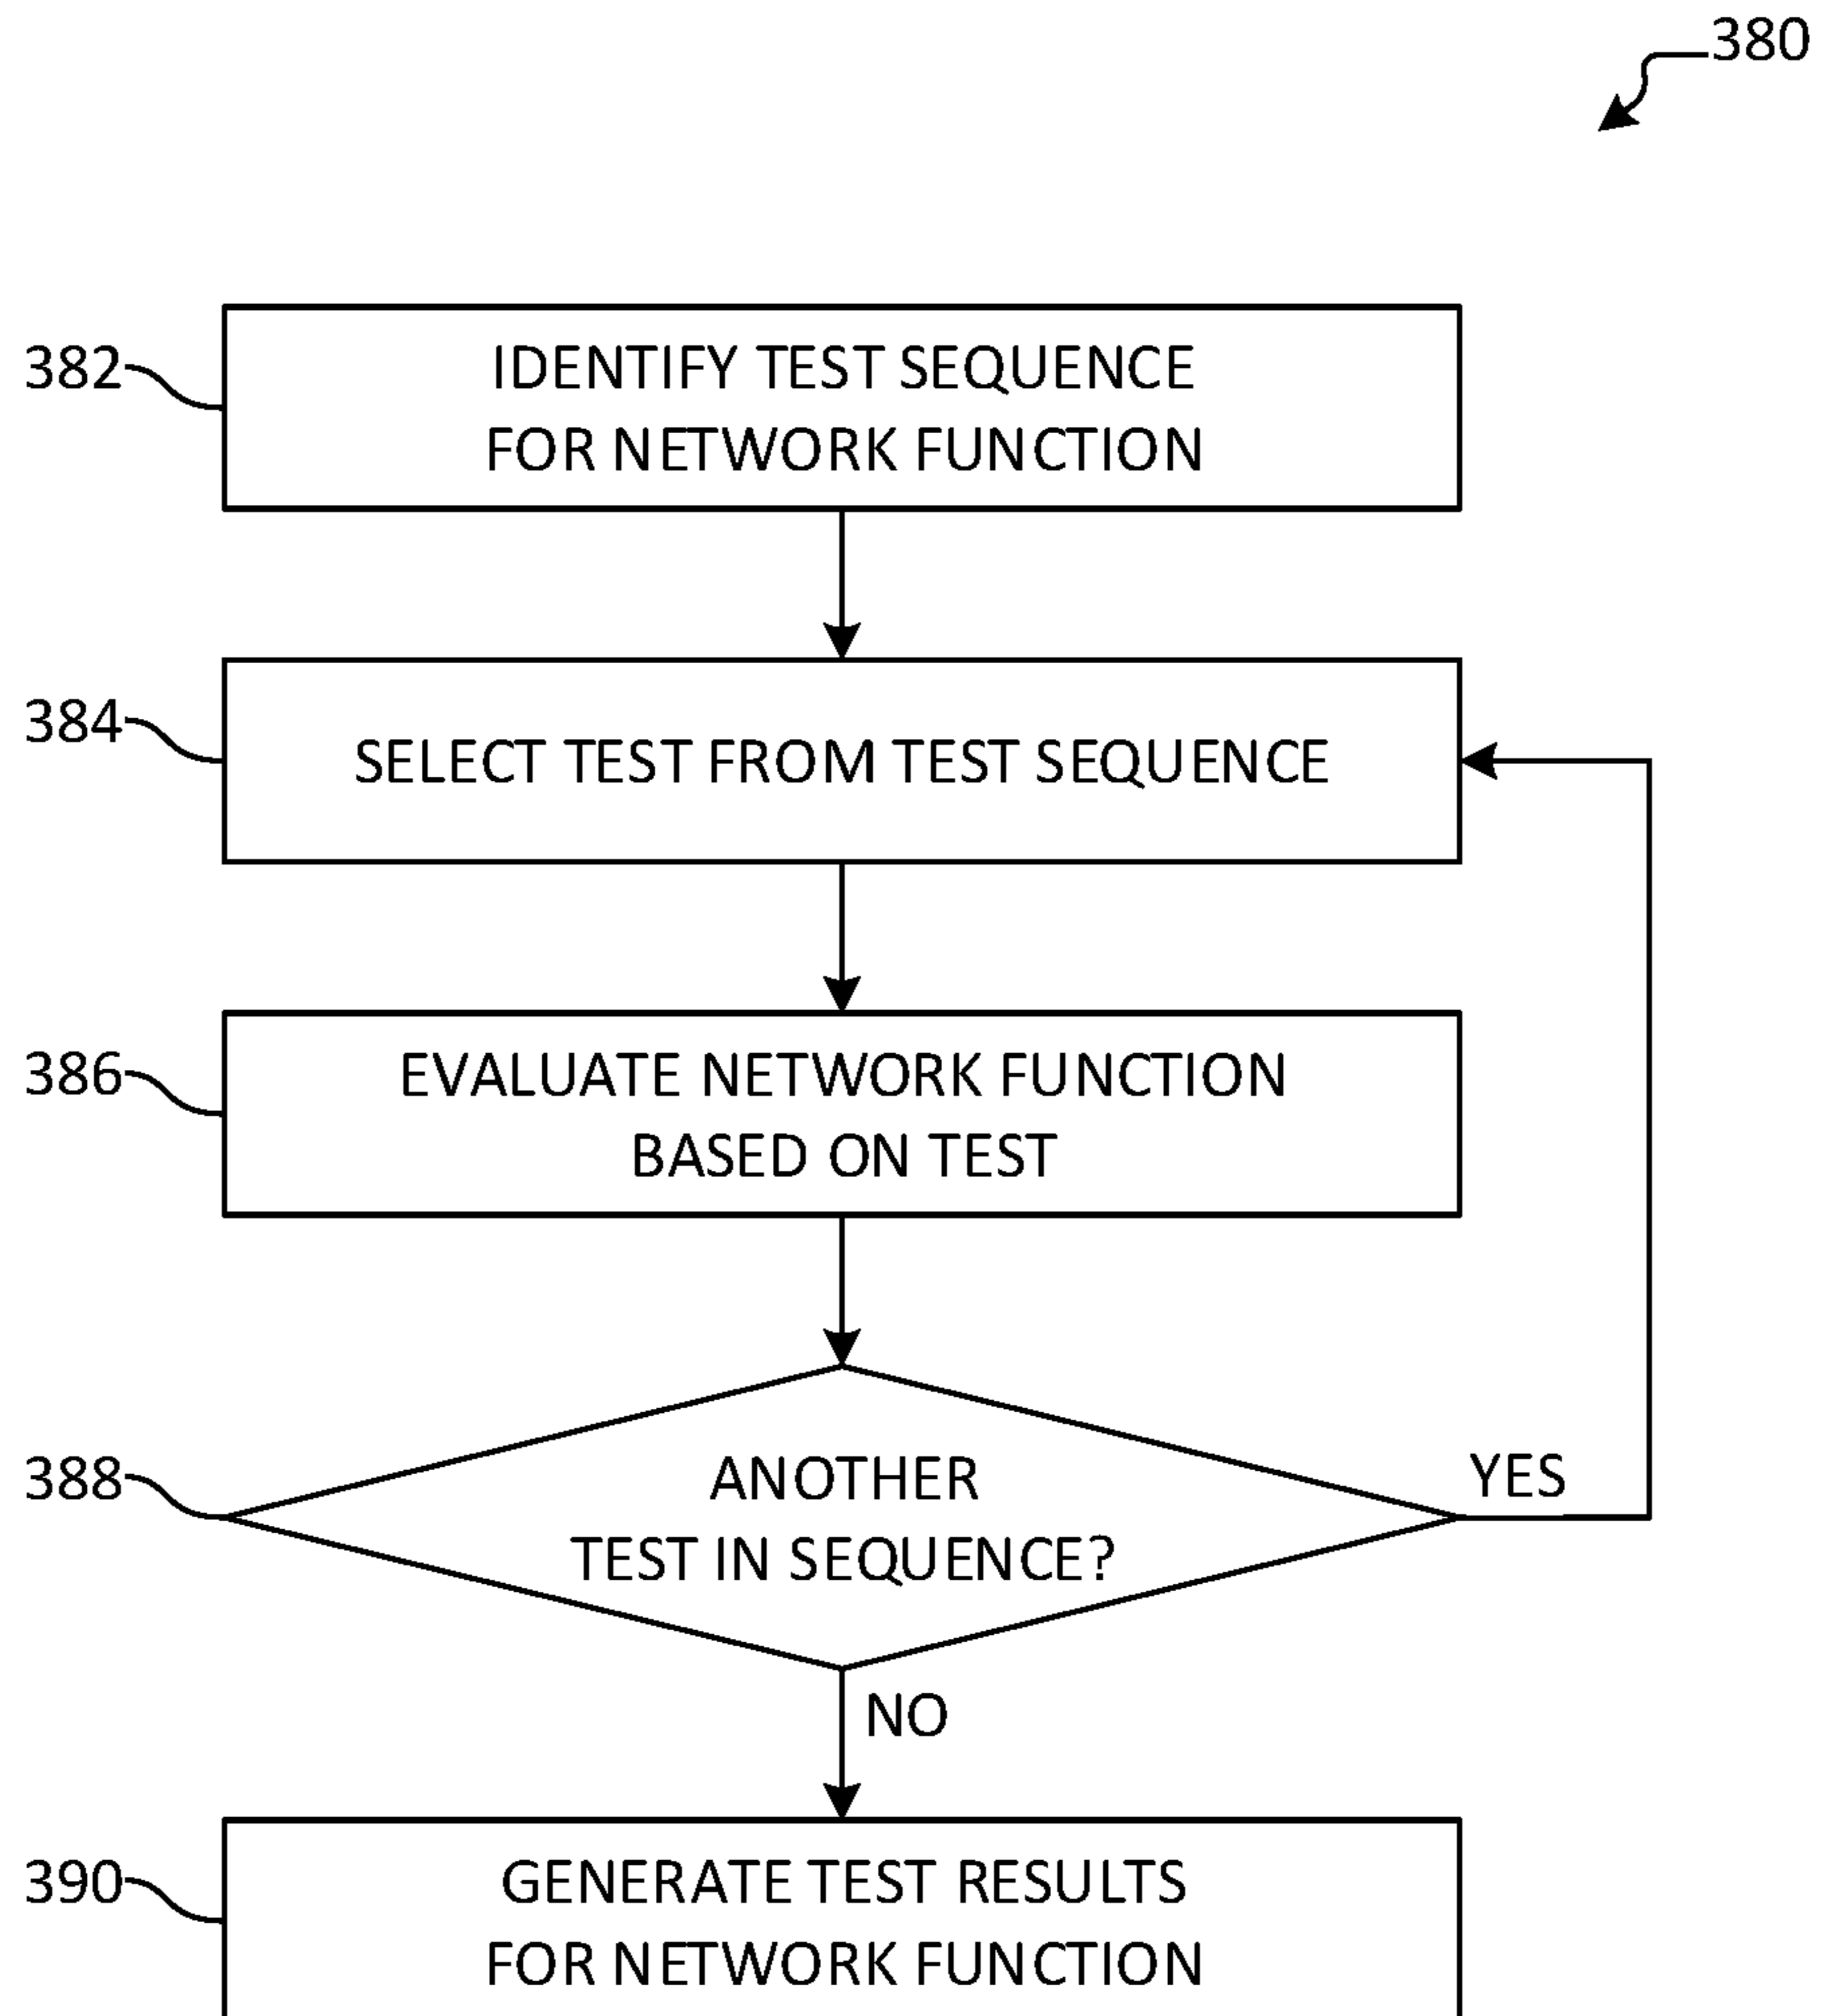 380
382
IDENTIFY TEST SEQUENCE
FOR NETWORK FUNCTION
384
SELECT TEST FROM TEST SEQUENCE
386
EVALUATE NETWORK FUNCTION
BASED ON TEST
388
ANOTHER
TEST IN SEQUENCE?
YES
NO
390
GENERATE TEST RESULTS
FOR NETWORK FUNCTION